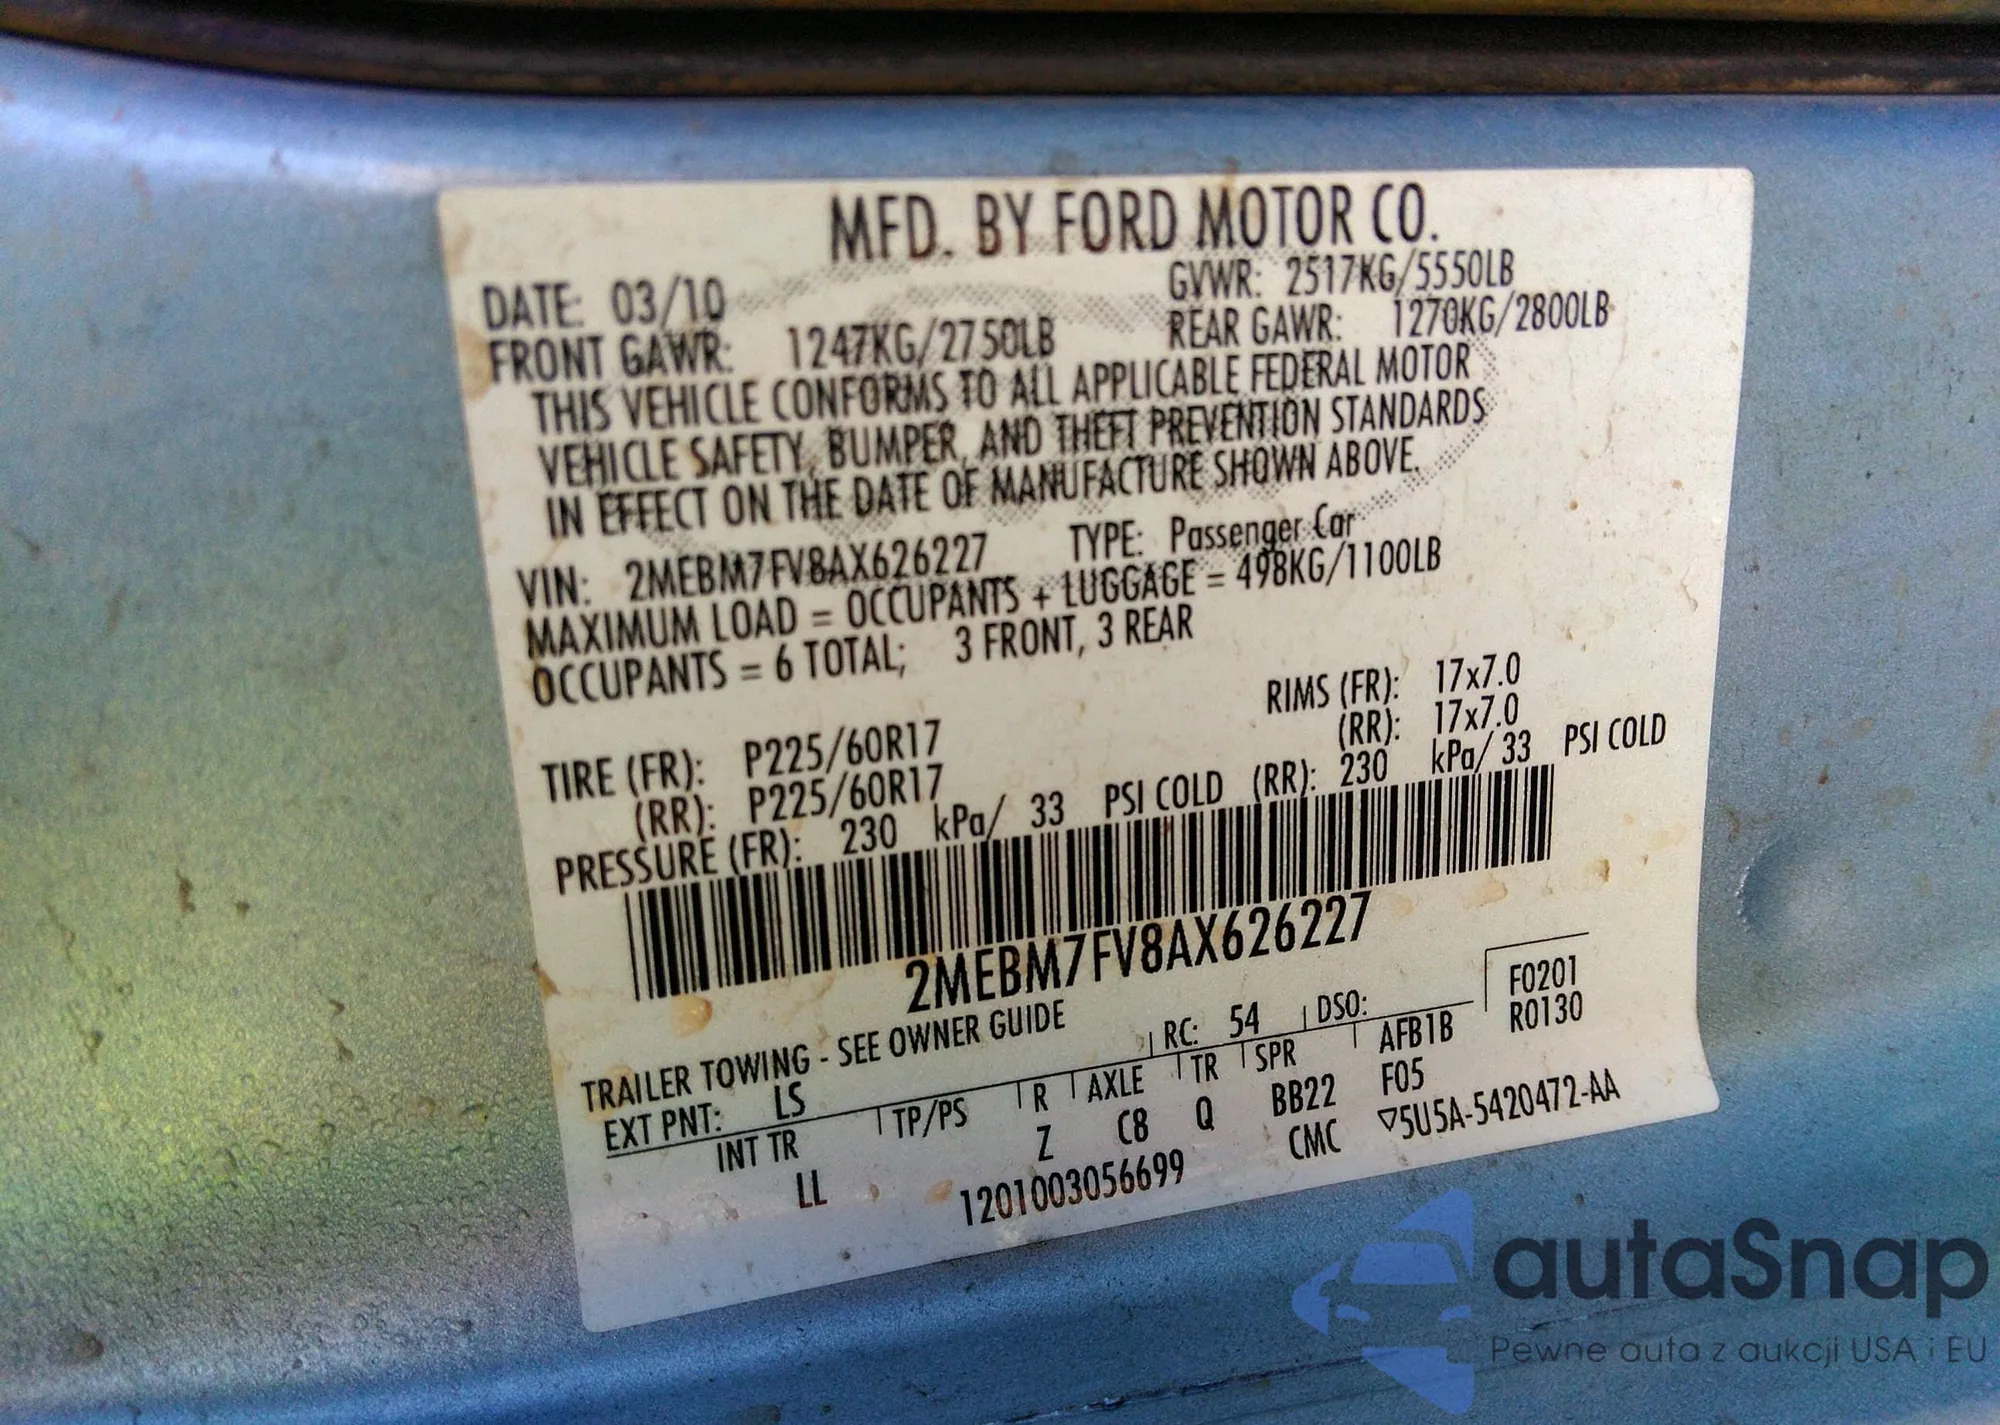 MFD. BY FORD MOTOR CO.
DATE: 03/10 GVWR: 2517KG/5550LB
FRONT GAWR: 1247KG/2750LB REAR GAWR: 1270KG/2800LB
THIS VEHICLE CONFORMS TO ALL APPLICABLE FEDERAL MOTOR
VEHICLE SAFETY, BUMPER, AND THEFT PREVENTION STANDARDS
IN EFFECT ON THE DATE OF MANUFACTURE SHOWN ABOVE.
VIN: 2MEBM7FV8AX626227 TYPE: Passenger Car
MAXIMUM LOAD = OCCUPANTS + LUGGAGE = 498KG/1100LB
OCCUPANTS = 6 TOTAL; 3 FRONT, 3 REAR
TIRE (FR): P225/60R17 RIMS (FR): 17x7.0
(RR): P225/60R17 (RR): 17x7.0
PRESSURE (FR): 230 kPa/ 33 PSI COLD (RR): 230 kPa/ 33 PSI COLD
2MEBM7FV8AX626227
TRAILER TOWING - SEE OWNER GUIDE
EXT PNT: LS RC: 54 DSO: F0201
INT TR TP/PS R AXLE TR SPR AFB1B R0130
LL Z C8 Q BB22 F05
1201003056699 CMC ▽5U5A-5420472-AA
autaSnap
Pewne auta z aukcji USA i EU